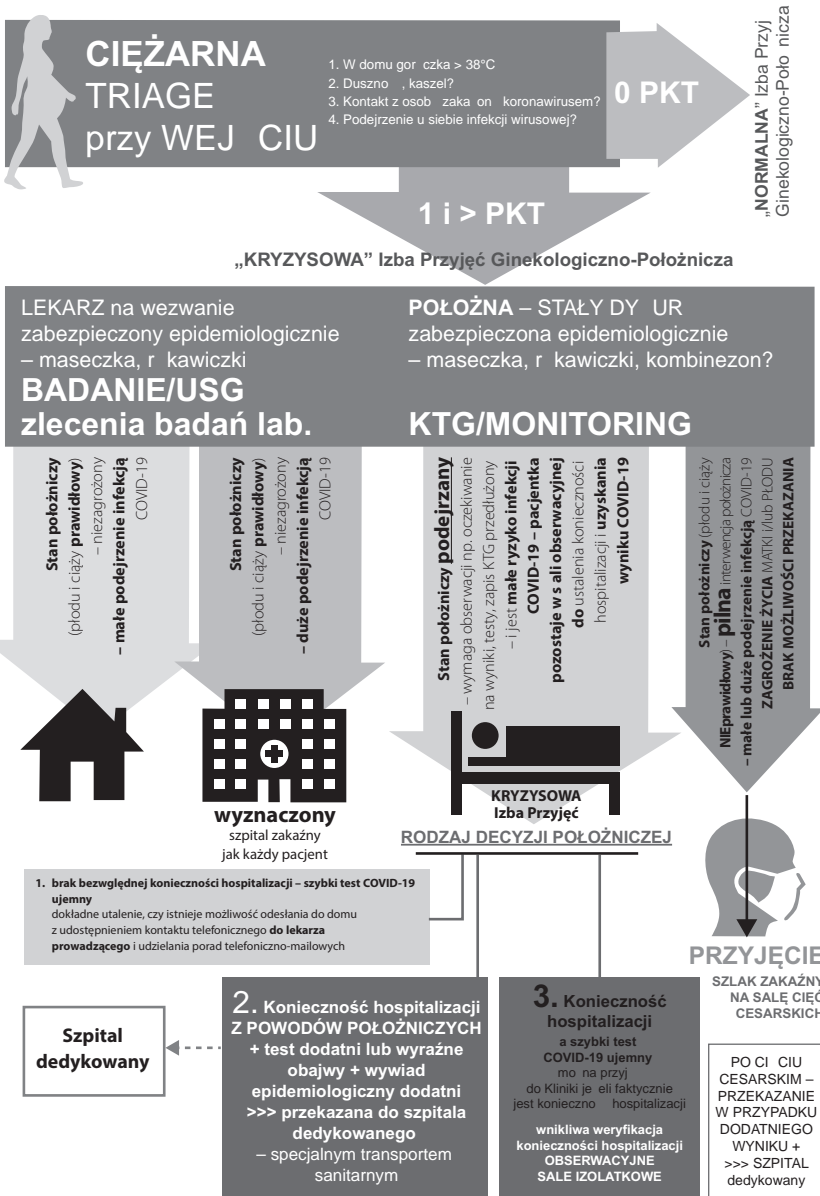 CIĘŻARNA
TRIAGE
przy WEJ CIU
1. W domu gor czka > 38°C
2. Duszno , kaszel?
3. Kontakt z osob zaka on koronawirusem?
4. Podejrzenie u siebie infekcji wirusowej?
0 PKT
„NORMALNA” Izba Przyj
Ginekologiczno-Poło nicza
1 i > PKT
„KRYZYSOWA” Izba Przyjęć Ginekologiczno-Położnicza
LEKARZ na wezwanie
zabezpieczony epidemiologicznie
– maseczka, r kawiczki
BADANIE/USG
zlecenia badań lab.
POŁOŻNA – STAŁY DY UR
zabezpieczona epidemiologicznie
– maseczka, r kawiczki, kombinezon?
KTG/MONITORING
Stan położniczy
(płodu i ciąży prawidłowy)
– niezagrożony
– małe podejrzenie infekcją
COVID-19
Stan położniczy
(płodu i ciąży prawidłowy)
– niezagrożony
– duże podejrzenie infekcją
COVID-19
Stan położniczy podejrzany
– wymaga obserwacji np. oczekiwanie
na wyniki, testy, zapis KTG przedłużony
– i jest małe ryzyko infekcji
COVID-19 – pacjentka
pozostaje w s ali obserwacyjnej
do ustalenia konieczności
hospitalizacji i uzyskania
wyniku COVID-19
Stan położniczy (płodu i ciąży
NIEprawidłowy) – pilna interwencja położnicza
– małe lub duże podejrzenie infekcją COVID-19
ZAGROŻENIE ŻYCIA MATKI i/lub PŁODU
BRAK MOŻLIWOŚCI PRZEKAZANIA
wyznaczony
szpital zakaźny
jak każdy pacjent
KRYZYSOWA
Izba Przyjęć
RODZAJ DECYZJI POŁOŻNICZEJ
1. brak bezwględnej konieczności hospitalizacji – szybki test COVID-19
ujemny
dokładne utalenie, czy istnieje możliwość odesłania do domu
z udostępnieniem kontaktu telefonicznego do lekarza
prowadzącego i udzielania porad telefoniczno-mailowych
Szpital
dedykowany
2. Konieczność hospitalizacji
Z POWODÓW POŁOŻNICZYCH
+ test dodatni lub wyraźne
objawy + wywiad
epidemiologiczny dodatni
>>> przekazana do szpitala
dedykowanego
– specjalnym transportem
sanitarnym
3. Konieczność
hospitalizacji
a szybki test
COVID-19 ujemny
mo na przyj
do Kliniki je eli faktycznie
jest konieczno hospitalizacji
wnikliwa weryfikacja
konieczności hospitalizacji
OBSERWACYJNE
SALE IZOLATKOWE
PRZYJĘCIE
SZLAK ZAKAŹNY
NA SALĘ CIĘĆ
CESARSKICH
PO CI CIU
CESARSKIM –
PRZEKAZANIE
W PRZYPADKU
DODATNIEGO
WYNIKU +
>>> SZPITAL
dedykowany